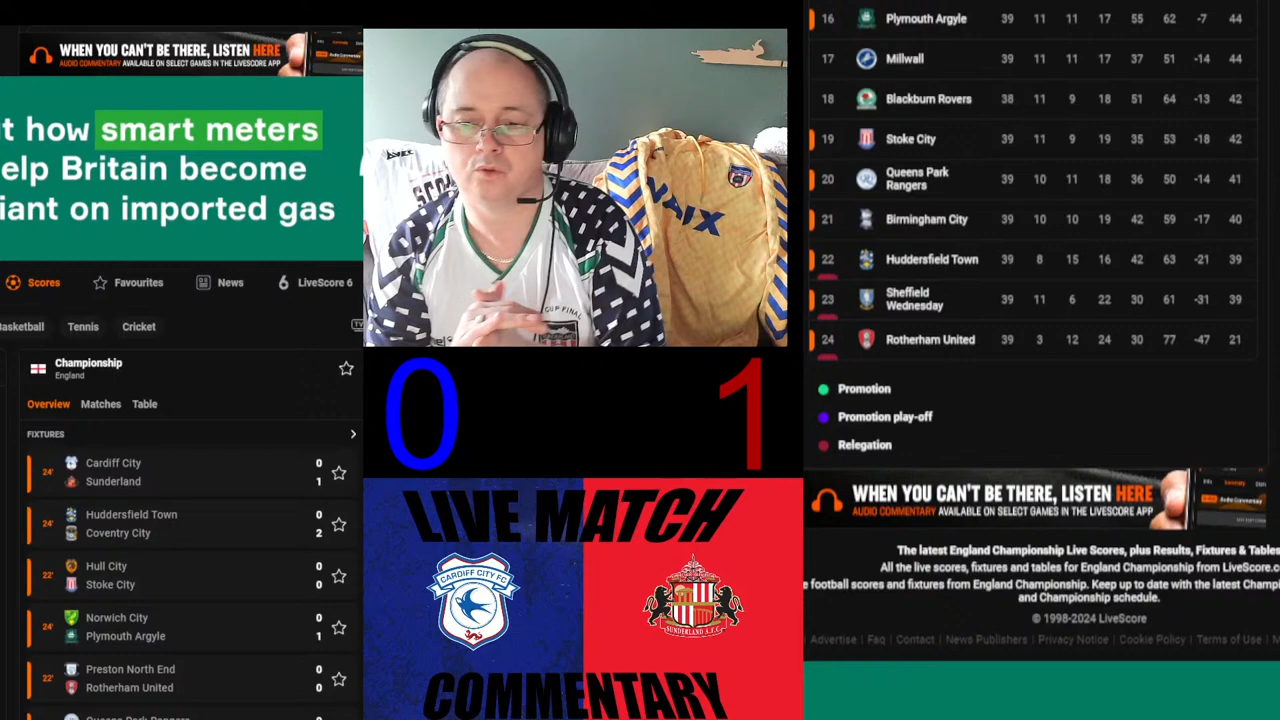 WHEN YOU CAN'T BE THERE, LISTEN HERE
AUDIO COMMENTARY AVAILABLE ON SELECT GAMES IN THE LIVESCORE APP
t how smart meters
elp Britain become
iant on imported gas
Scores Favourites News 6 LiveScore 6
asketball Tennis Cricket
Championship
England
Overview Matches Table
FIXTURES
24' Cardiff City 0
Sunderland 1
24' Huddersfield Town 0
Coventry City 2
22' Hull City 0
Stoke City 0
24' Norwich City 0
Plymouth Argyle 1
22' Preston North End 0
Rotherham United 0
VAIX
CUP FINAL
0 1
LIVE MATCH
CARDIFF CITY FC
SUNDERLAND A.F.C
COMMENTARY
16 Plymouth Argyle 39 11 11 17 55 62 -7 44
17 Millwall 39 11 11 17 37 51 -14 44
18 Blackburn Rovers 38 11 9 18 51 64 -13 42
19 Stoke City 39 11 9 19 35 53 -18 42
20 Queens Park Rangers 39 10 11 18 36 50 -14 41
21 Birmingham City 39 10 10 19 42 59 -17 40
22 Huddersfield Town 39 8 15 16 42 63 -21 39
23 Sheffield Wednesday 39 11 6 22 30 61 -31 39
24 Rotherham United 39 3 12 24 30 77 -47 21
Promotion
Promotion play-off
Relegation
WHEN YOU CAN'T BE THERE, LISTEN HERE
AUDIO COMMENTARY AVAILABLE ON SELECT GAMES IN THE LIVESCORE APP
The latest England Championship Live Scores, plus Results, Fixtures & Tables
All the live scores, fixtures and tables for England Championship from LiveScore.c
e football scores and fixtures from England Championship. Keep up to date with the latest Champi
and Championship schedule.
© 1998-2024 LiveScore
Advertise Faq Contact News Publishers Privacy Notice Cookie Policy Terms of Use